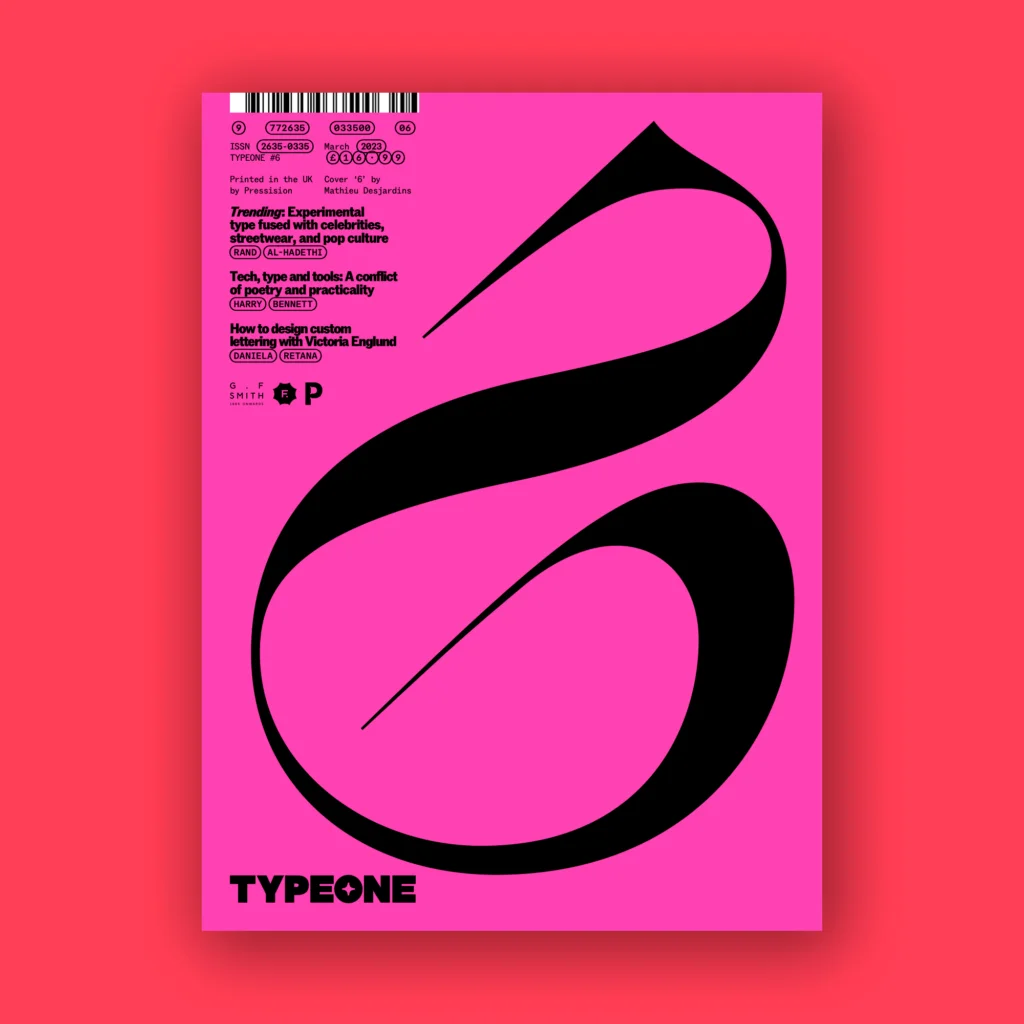 9 772635 033500 06
ISSN 2635-0335 March 2023
TYPEONE #6 £16.99
Printed in the UK
by Pressision
Cover ‘6’ by
Mathieu Desjardins
Trending: Experimental
type fused with celebrities,
streetwear, and pop culture
RAND AL-HADETHI
Tech, type and tools: A conflict
of poetry and practicality
HARRY BENNETT
How to design custom
lettering with Victoria Englund
DANIELA RETANA
G . F
SMITH
F.
P
6
TYPEONE